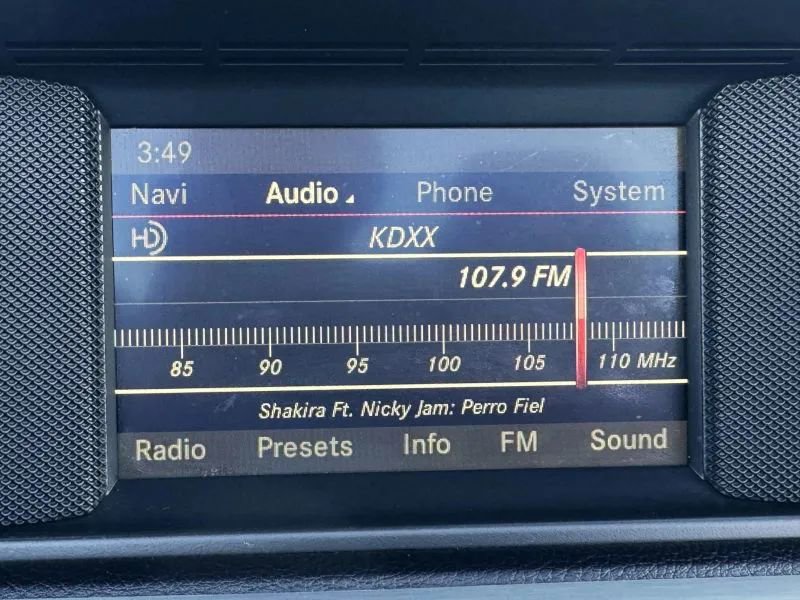 3:49
Navi Audio Phone System
HD KDXX
107.9 FM
85 90 95 100 105 110 MHz
Shakira Ft. Nicky Jam: Perro Fiel
Radio Presets Info FM Sound